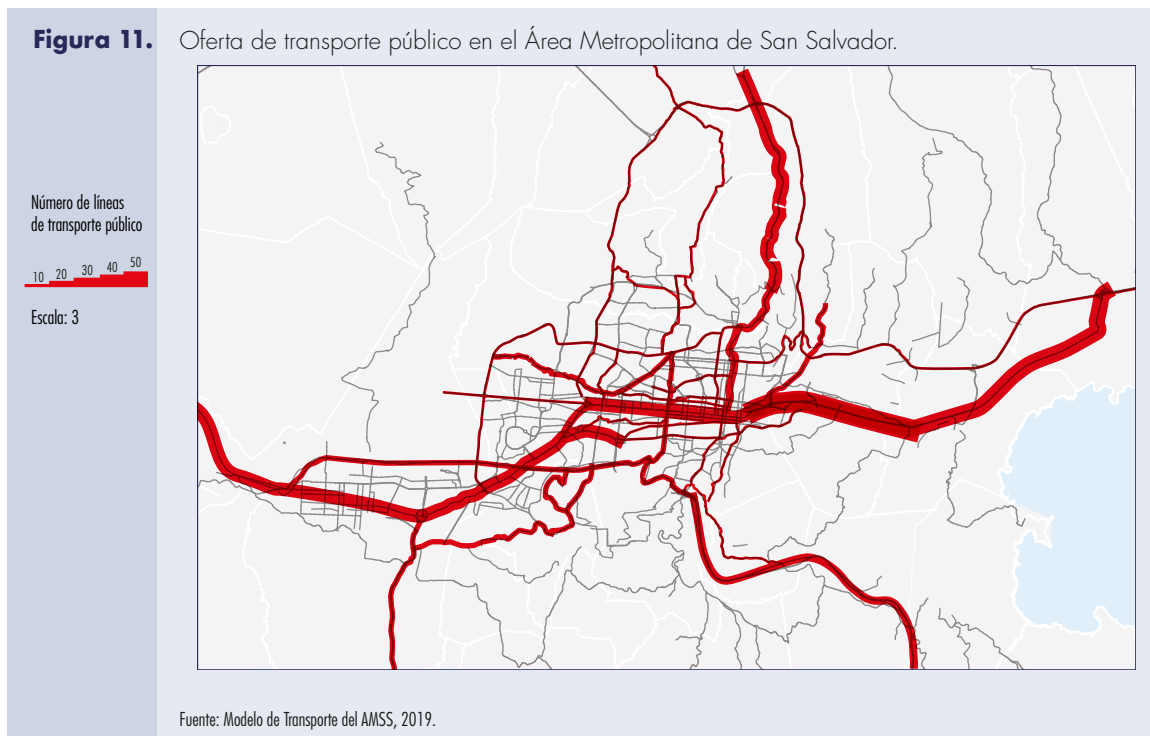 Figura 11. Oferta de transporte público en el Área Metropolitana de San Salvador.
Número de líneas
de transporte público
10 20 30 40 50
Escala: 3
Fuente: Modelo de Transporte del AMSS, 2019.